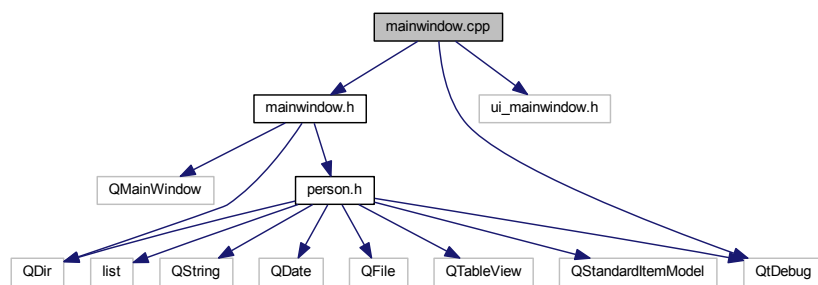 mainwindow.cpp
mainwindow.h
ui_mainwindow.h
QMainWindow
person.h
QDir
list
QString
QDate
QFile
QTableView
QStandardItemModel
QtDebug